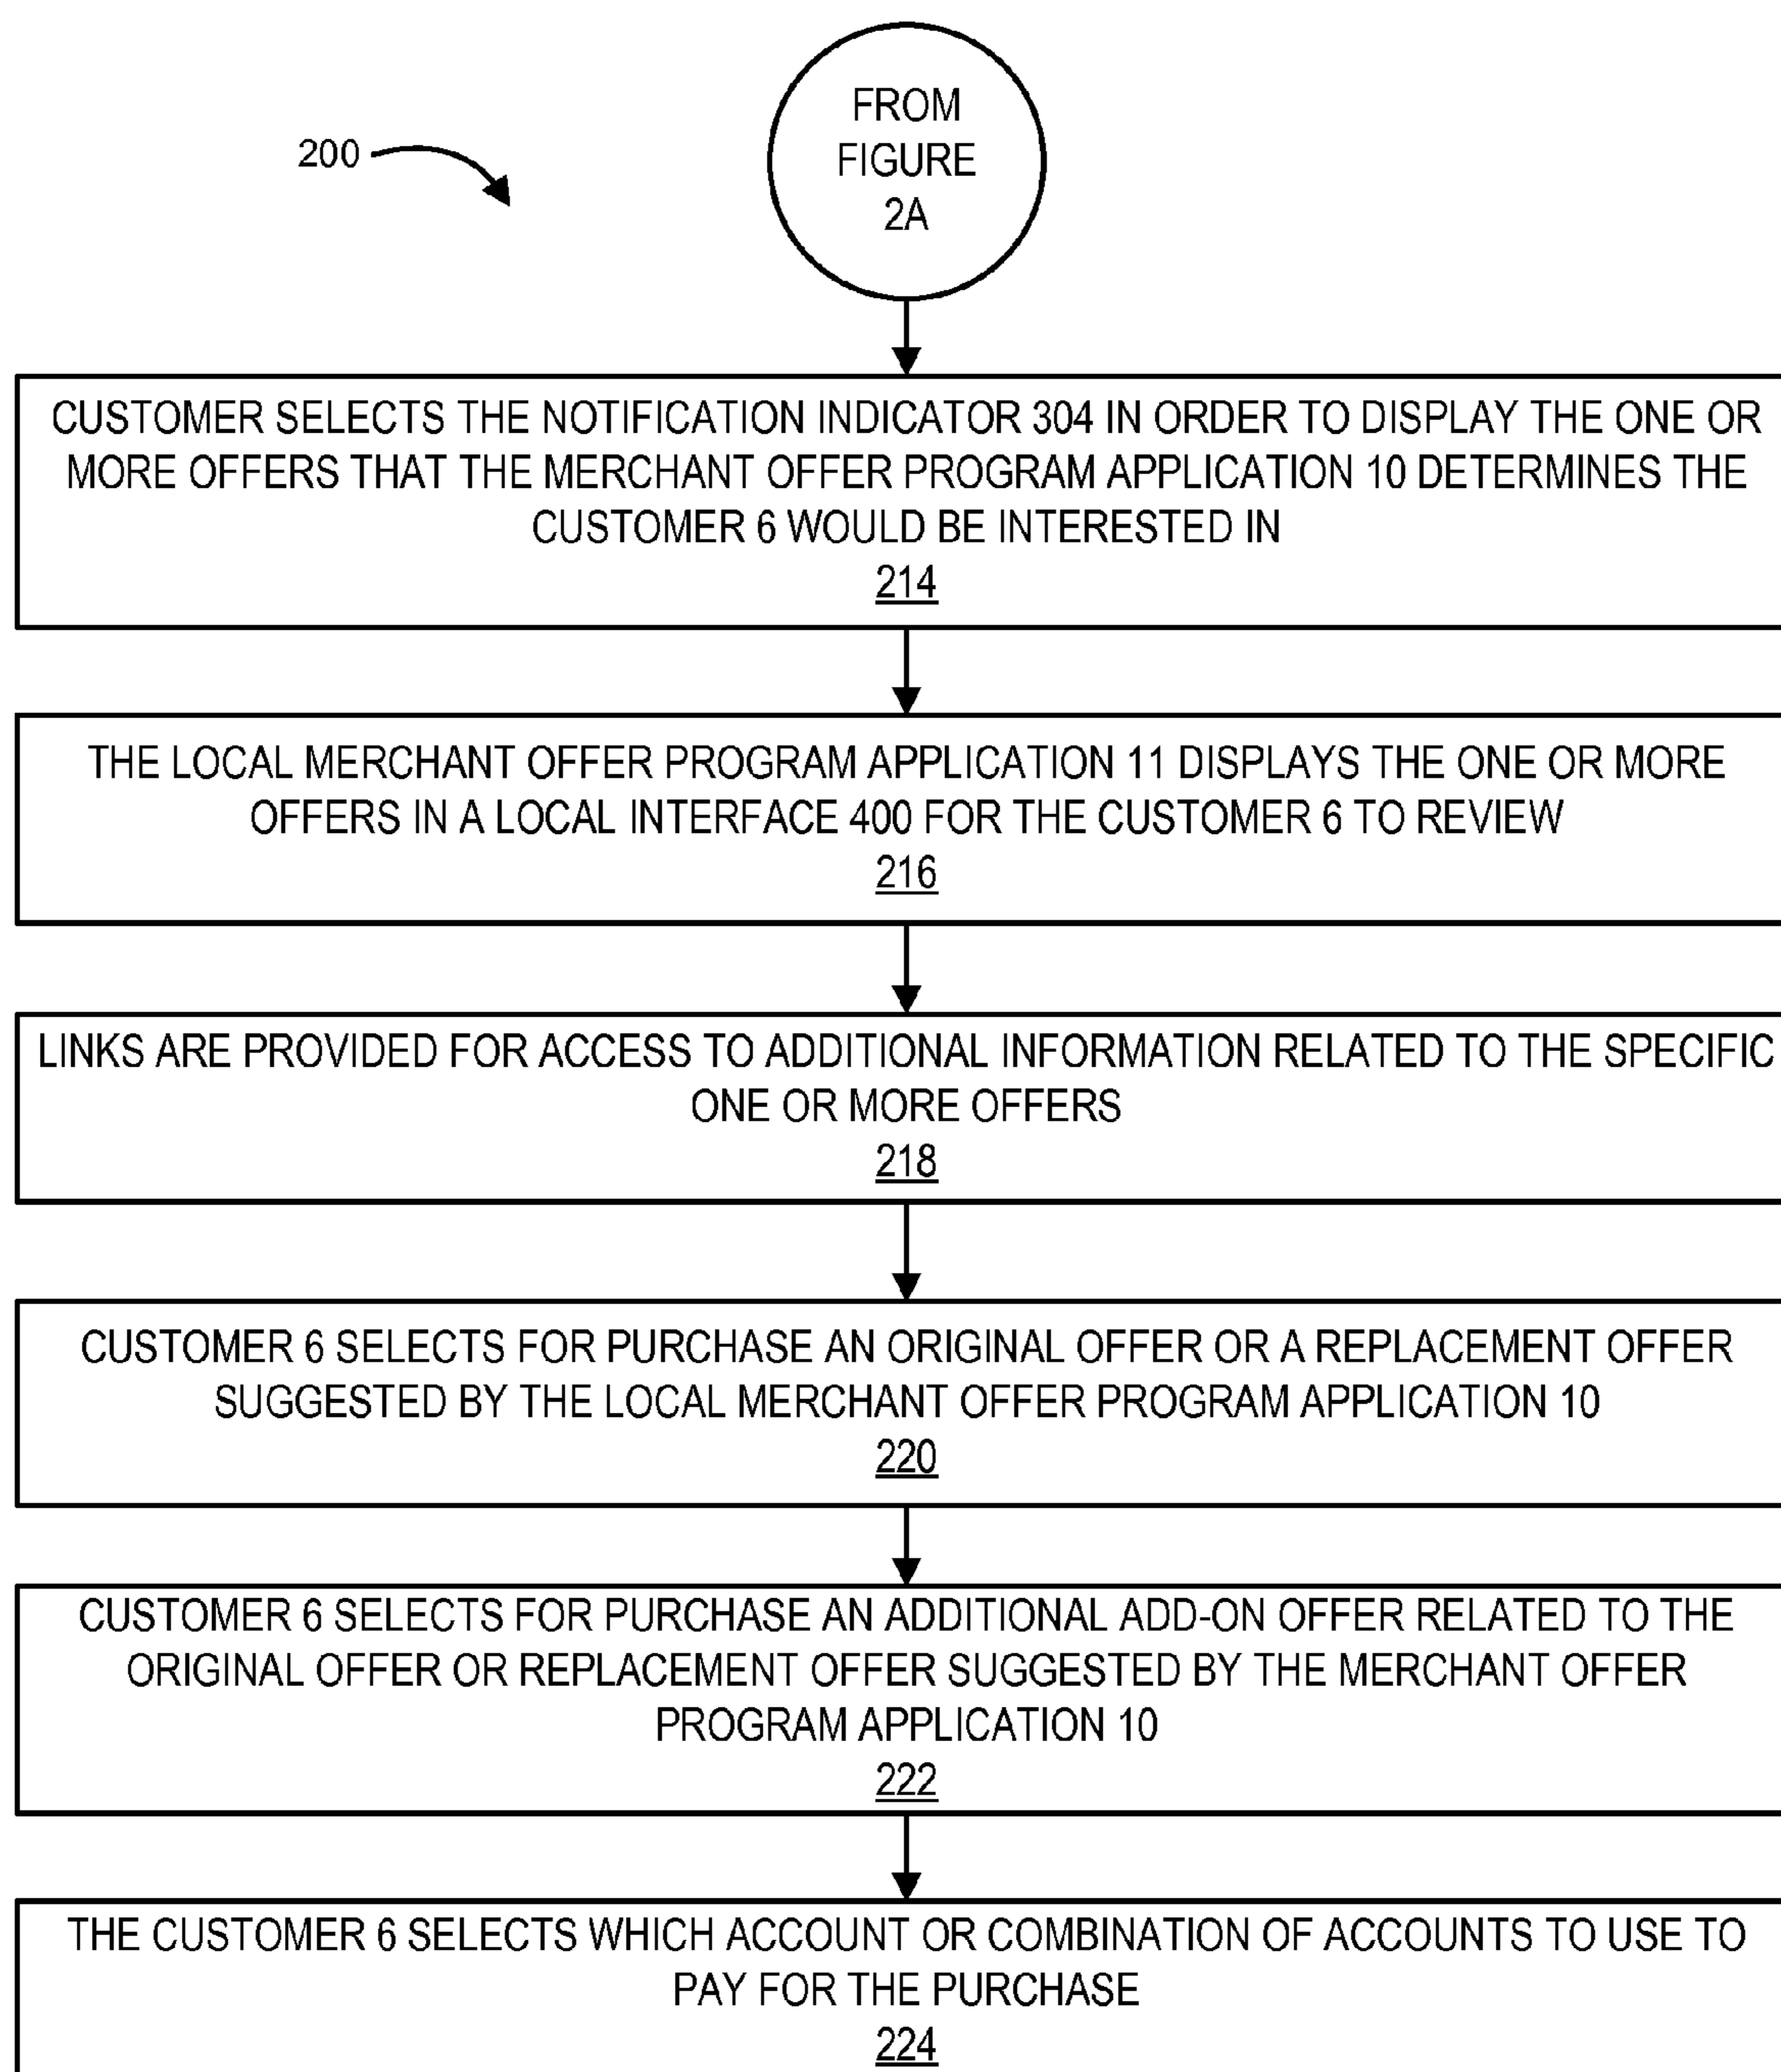 FROM
FIGURE
2A
200
CUSTOMER SELECTS THE NOTIFICATION INDICATOR 304 IN ORDER TO DISPLAY THE ONE OR
MORE OFFERS THAT THE MERCHANT OFFER PROGRAM APPLICATION 10 DETERMINES THE
CUSTOMER 6 WOULD BE INTERESTED IN
214
THE LOCAL MERCHANT OFFER PROGRAM APPLICATION 11 DISPLAYS THE ONE OR MORE
OFFERS IN A LOCAL INTERFACE 400 FOR THE CUSTOMER 6 TO REVIEW
216
LINKS ARE PROVIDED FOR ACCESS TO ADDITIONAL INFORMATION RELATED TO THE SPECIFIC
ONE OR MORE OFFERS
218
CUSTOMER 6 SELECTS FOR PURCHASE AN ORIGINAL OFFER OR A REPLACEMENT OFFER
SUGGESTED BY THE LOCAL MERCHANT OFFER PROGRAM APPLICATION 10
220
CUSTOMER 6 SELECTS FOR PURCHASE AN ADDITIONAL ADD-ON OFFER RELATED TO THE
ORIGINAL OFFER OR REPLACEMENT OFFER SUGGESTED BY THE MERCHANT OFFER
PROGRAM APPLICATION 10
222
THE CUSTOMER 6 SELECTS WHICH ACCOUNT OR COMBINATION OF ACCOUNTS TO USE TO
PAY FOR THE PURCHASE
224